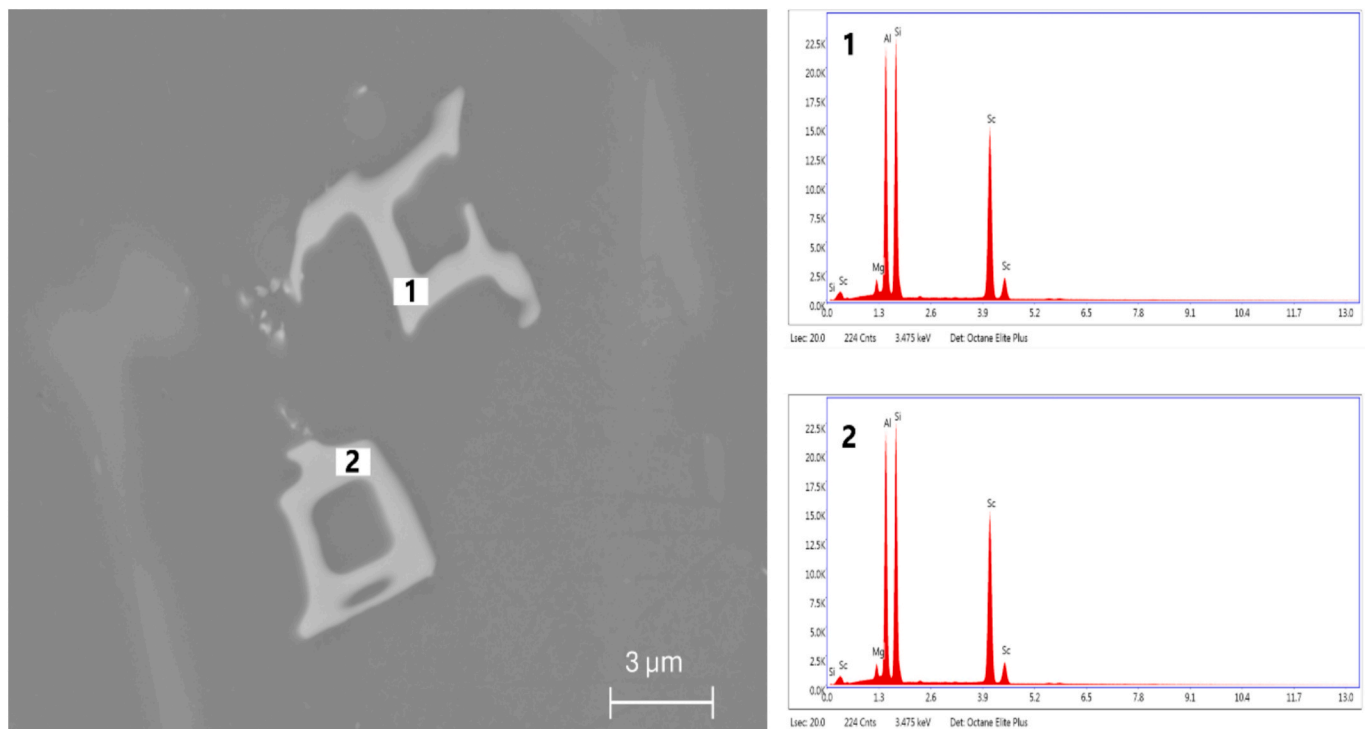 1
2
3 µm
1
22.5K
20.0K
17.5K
15.0K
12.5K
10.0K
7.5K
5.0K
2.5K
0.0K
Al
Si
Sc
Mg
Sc
Si
Sc
0.0 1.3 2.6 3.9 5.2 6.5 7.8 9.1 10.4 11.7 13.0
Lsec: 20.0 224 Cnts 3.475 keV Det: Octane Elite Plus
2
22.5K
20.0K
17.5K
15.0K
12.5K
10.0K
7.5K
5.0K
2.5K
0.0K
Al
Si
Sc
Mg
Sc
Si
Sc
0.0 1.3 2.6 3.9 5.2 6.5 7.8 9.1 10.4 11.7 13.0
Lsec: 20.0 224 Cnts 3.475 keV Det: Octane Elite Plus